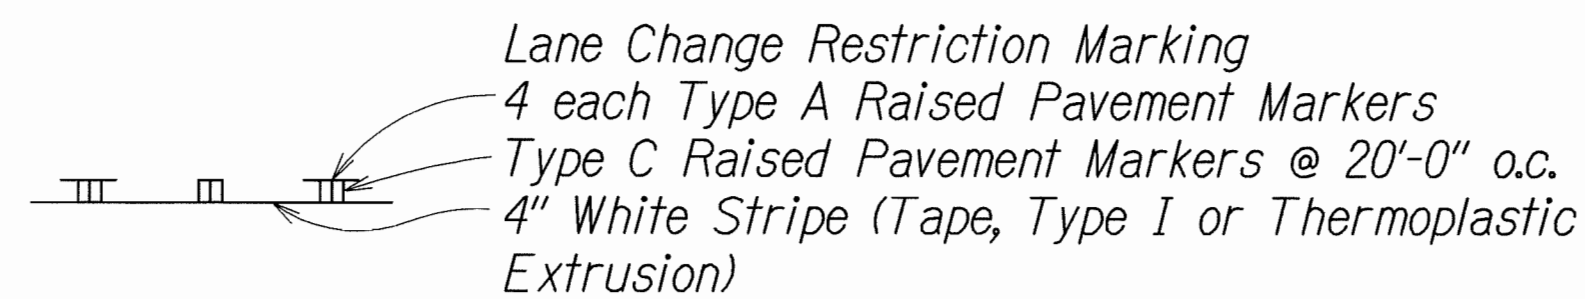 Lane Change Restriction Marking
4 each Type A Raised Pavement Markers
Type C Raised Pavement Markers @ 20'-0" o.c.
4" White Stripe (Tape, Type I or Thermoplastic
Extrusion)